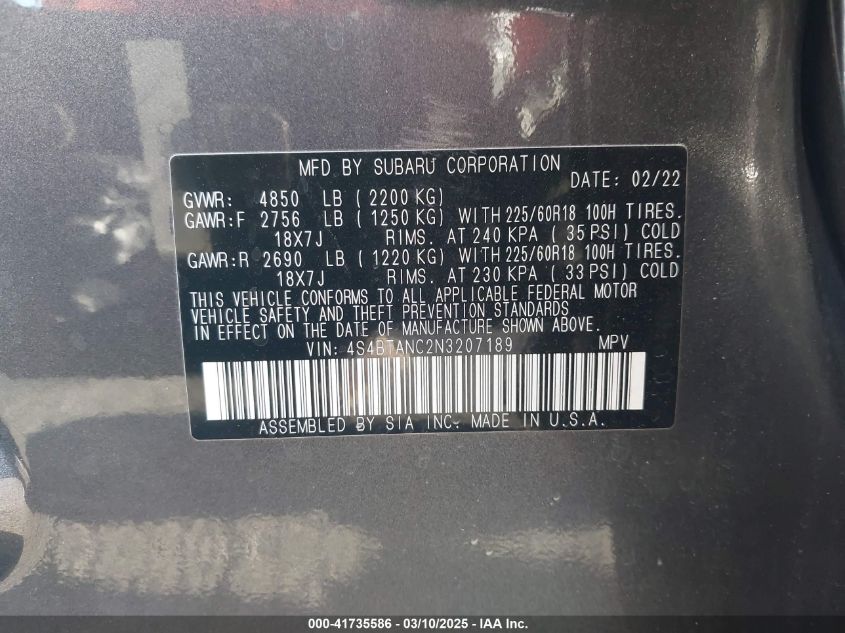 MFD BY SUBARU CORPORATION
DATE: 02/22
GVWR: 4850 LB ( 2200 KG)
GAWR:F 2756 LB ( 1250 KG) WITH 225/60R18 100H TIRES.
18X7J RIMS. AT 240 KPA ( 35 PSI) COLD
GAWR:R 2690 LB ( 1220 KG) WITH 225/60R18 100H TIRES.
18X7J RIMS. AT 230 KPA ( 33 PSI) COLD
THIS VEHICLE CONFORMS TO ALL APPLICABLE FEDERAL MOTOR
VEHICLE SAFETY AND THEFT PREVENTION STANDARDS
IN EFFECT ON THE DATE OF MANUFACTURE SHOWN ABOVE.
VIN: 4S4BTANC2N3207189 MPV
ASSEMBLED BY SIA INC. MADE IN U.S.A.
000-41735586 - 03/10/2025 - IAA Inc.